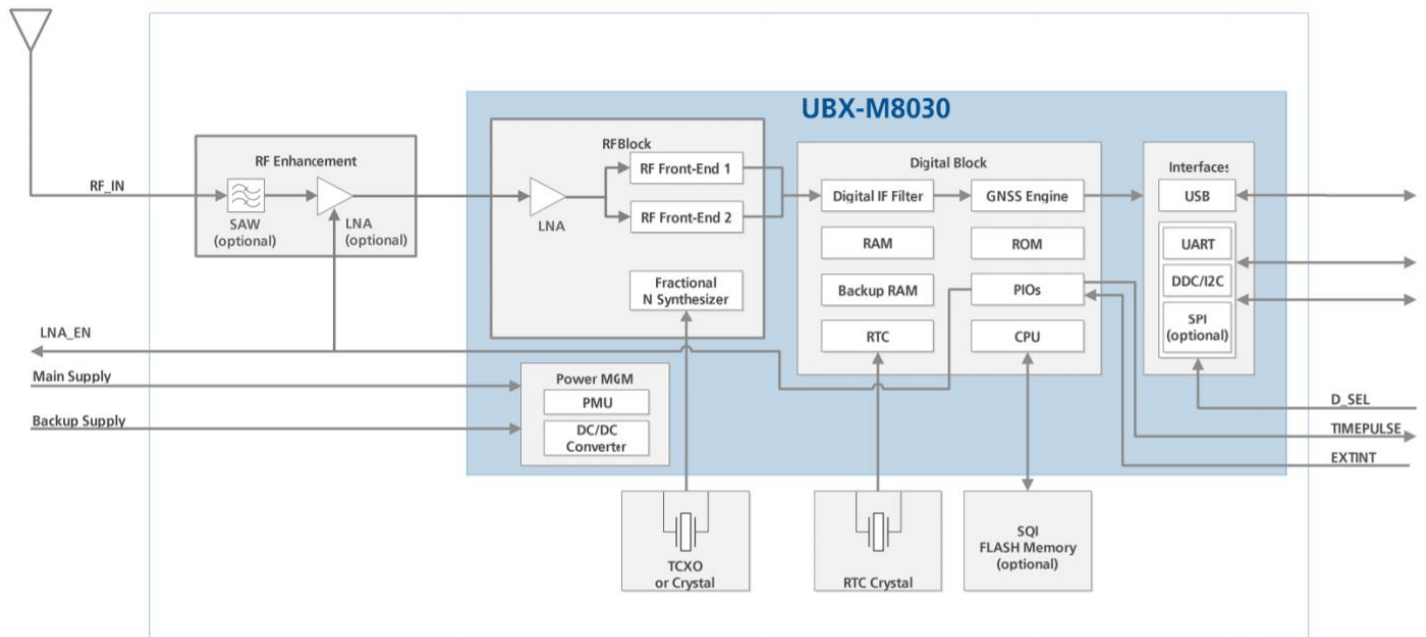 UBX-M8030
RF Enhancement
RF_IN
SAW
(optional)
LNA
(optional)
RFBlock
LNA
RF Front-End 1
RF Front-End 2
Fractional
N Synthesizer
Digital Block
Digital IF Filter
GNSS Engine
RAM
ROM
Backup RAM
PIOs
RTC
CPU
Interfaces
USB
UART
DDC/I2C
SPI
(optional)
LNA_EN
Main Supply
Backup Supply
Power MGM
PMU
DC/DC
Converter
D_SEL
TIMEPULSE
EXTINT
TCXO
or Crystal
RTC Crystal
SQI
FLASH Memory
(optional)